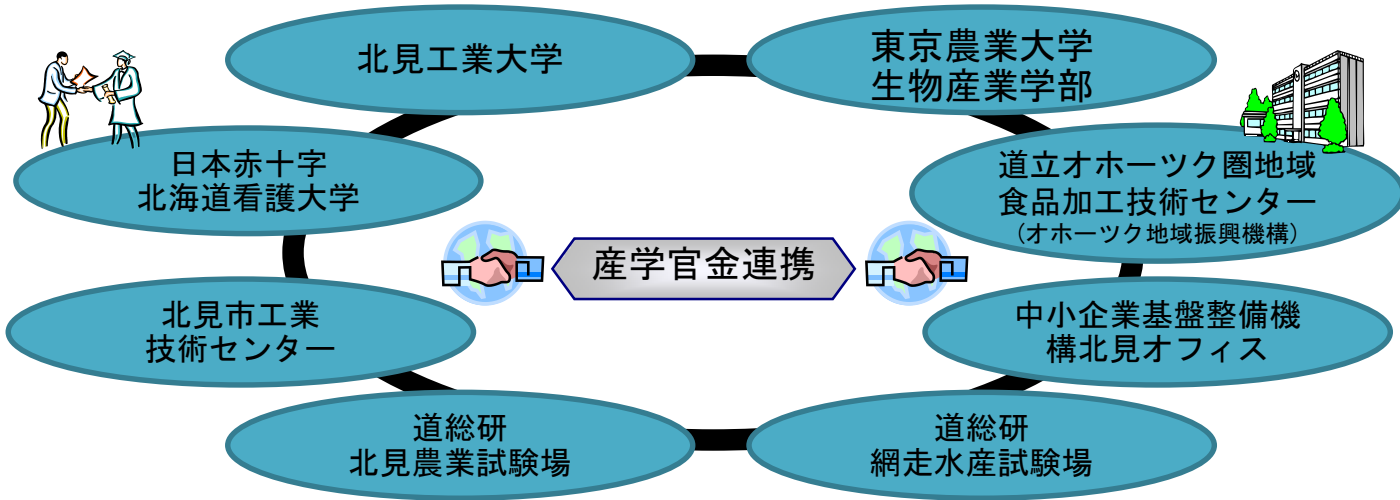 北見工業大学
東京農業大学
生物産業学部
日本赤十字
北海道看護大学
道立オホーツク圏地域
食品加工技術センター
(オホーツク地域振興機構)
産学官金連携
北見市工業
技術センター
中小企業基盤整備機
構北見オフィス
道総研
北見農業試験場
道総研
網走水産試験場